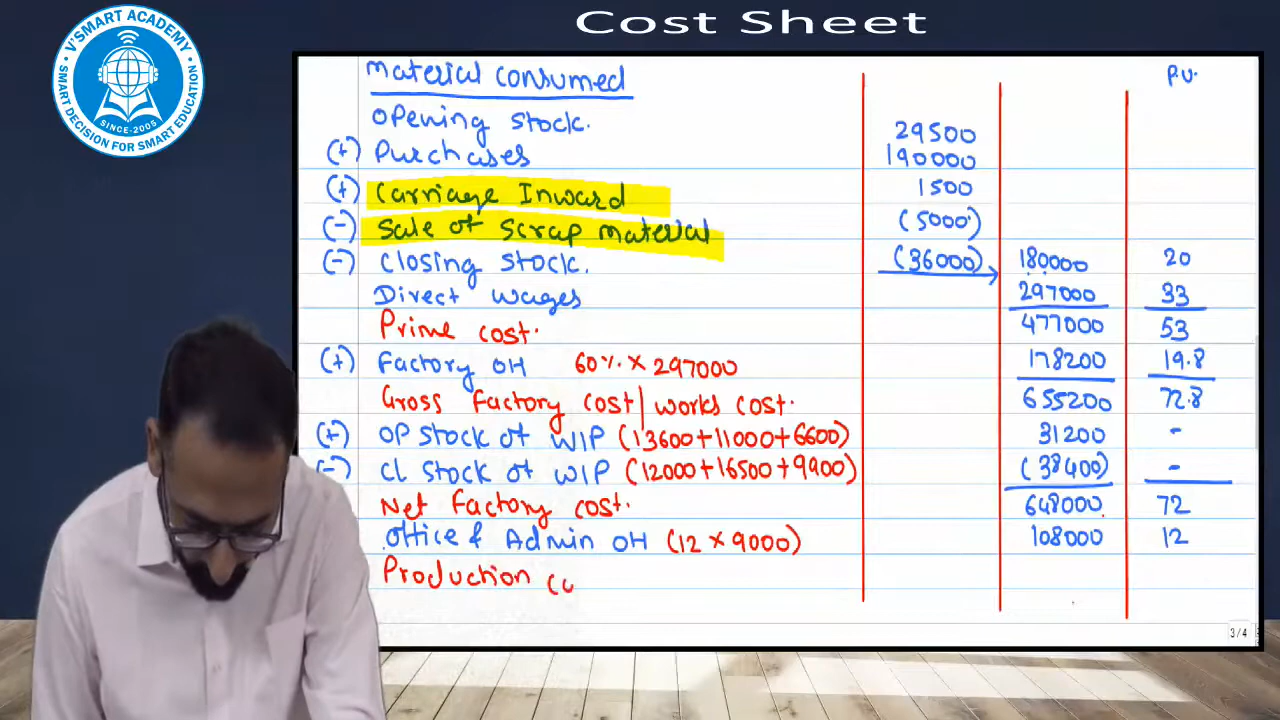 Cost Sheet
V'SMART ACADEMY
SINCE-2005
SMART DECISION FOR SMART EDUCATION
Material Consumed P.U.
Opening Stock. 29500
(+) Purchases 190000
(+) Carriage Inward 1500
(-) Sale of Scrap Material (5000)
(-) Closing Stock. (36000) 180000 20
Direct Wages 297000 33
Prime Cost. 477000 53
(+) Factory OH 60% × 297000 178200 19.8
Gross Factory Cost | Works Cost. 655200 72.8
(+) OP Stock of WIP (13600+11000+6600) 31200 -
(-) Cl Stock of WIP (12000+16500+9900) (38400) -
Net Factory Cost. 648000 72
Office & Admin OH (12 × 9000) 108000 12
Production
3/4